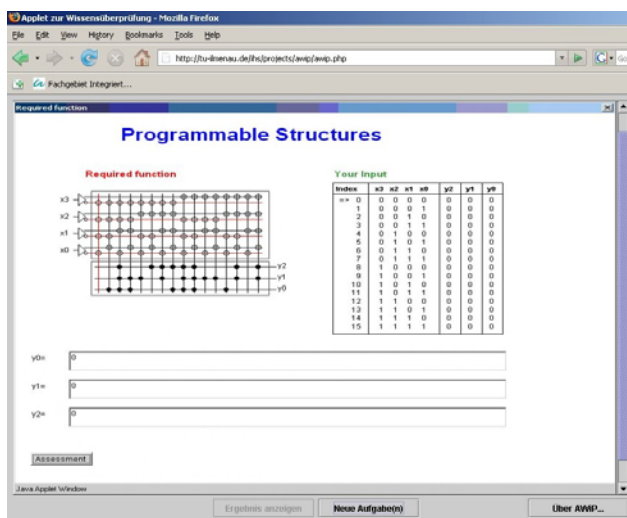 Applet zur Wissensüberprüfung - Mozilla Firefox
File Edit View History Bookmarks Tools Help
http://tu-ilmenau.de/ihs/projects/awip/awip.php
G Go
Fachgebiet Integriert...
Required function
Programmable Structures
Required function
Your Input
Index x3 x2 x1 x0 y2 y1 y0
=> 0 0 0 0 0 0 0 0
1 0 0 0 1 0 0 0
2 0 0 1 0 0 0 0
3 0 0 1 1 0 0 0
4 0 1 0 0 0 0 0
5 0 1 0 1 0 0 0
6 0 1 1 0 0 0 0
7 0 1 1 1 0 0 0
8 1 0 0 0 0 0 0
9 1 0 0 1 0 0 0
10 1 0 1 0 0 0 0
11 1 0 1 1 0 0 0
12 1 1 0 0 0 0 0
13 1 1 0 1 0 0 0
14 1 1 1 0 0 0 0
15 1 1 1 1 0 0 0
x3
x2
x1
x0
y2
y1
y0
y0= 0
y1= 0
y2= 0
Assessment
Java Applet Window
Ergebnis anzeigen Neue Aufgabe(n) Über AWIP...